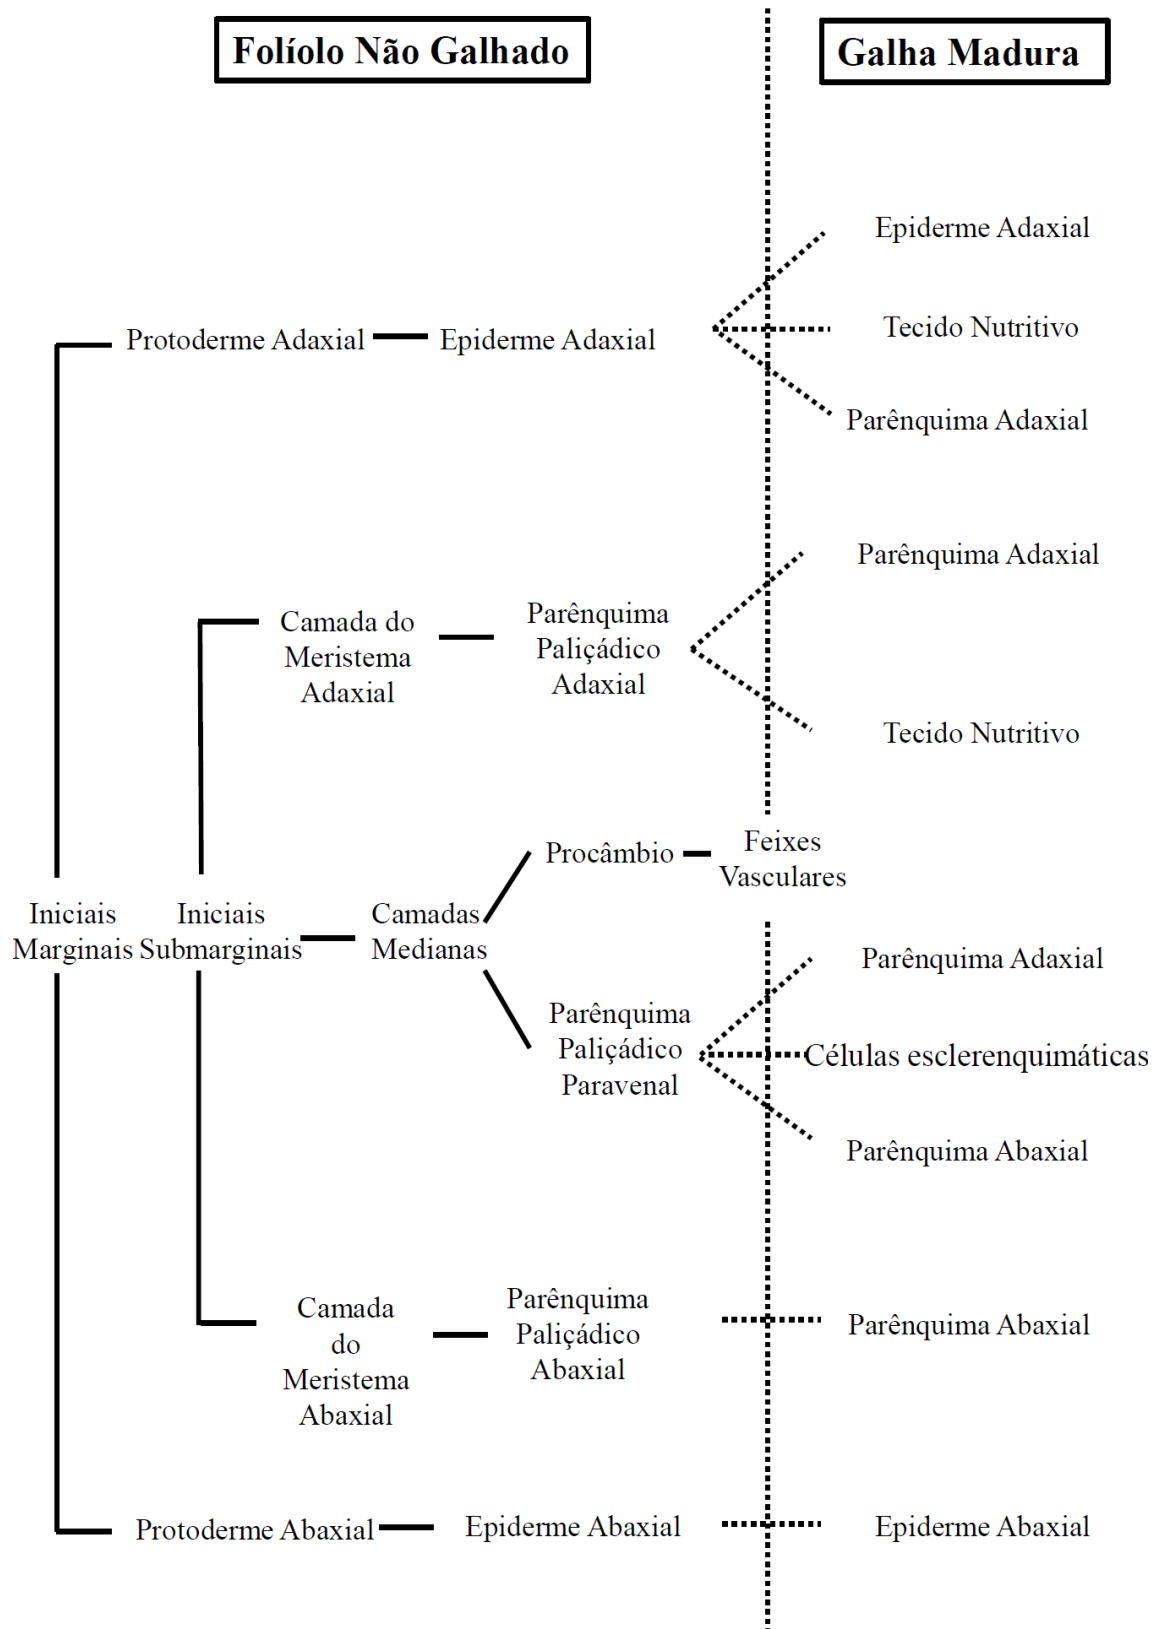 Folíolo Não Galhado
Galha Madura
Epiderme Adaxial
Protoderme Adaxial
Epiderme Adaxial
Tecido Nutritivo
Parênquima Adaxial
Parênquima Adaxial
Camada do
Meristema
Adaxial
Parênquima
Paliçádico
Adaxial
Tecido Nutritivo
Procâmbio
Feixes
Vasculares
Iniciais
Marginais
Iniciais
Submarginais
Camadas
Medianas
Parênquima Adaxial
Parênquima
Paliçádico
Paravenal
Células esclerenquimáticas
Parênquima Abaxial
Camada
do
Meristema
Abaxial
Parênquima
Paliçádico
Abaxial
Parênquima Abaxial
Protoderme Abaxial
Epiderme Abaxial
Epiderme Abaxial